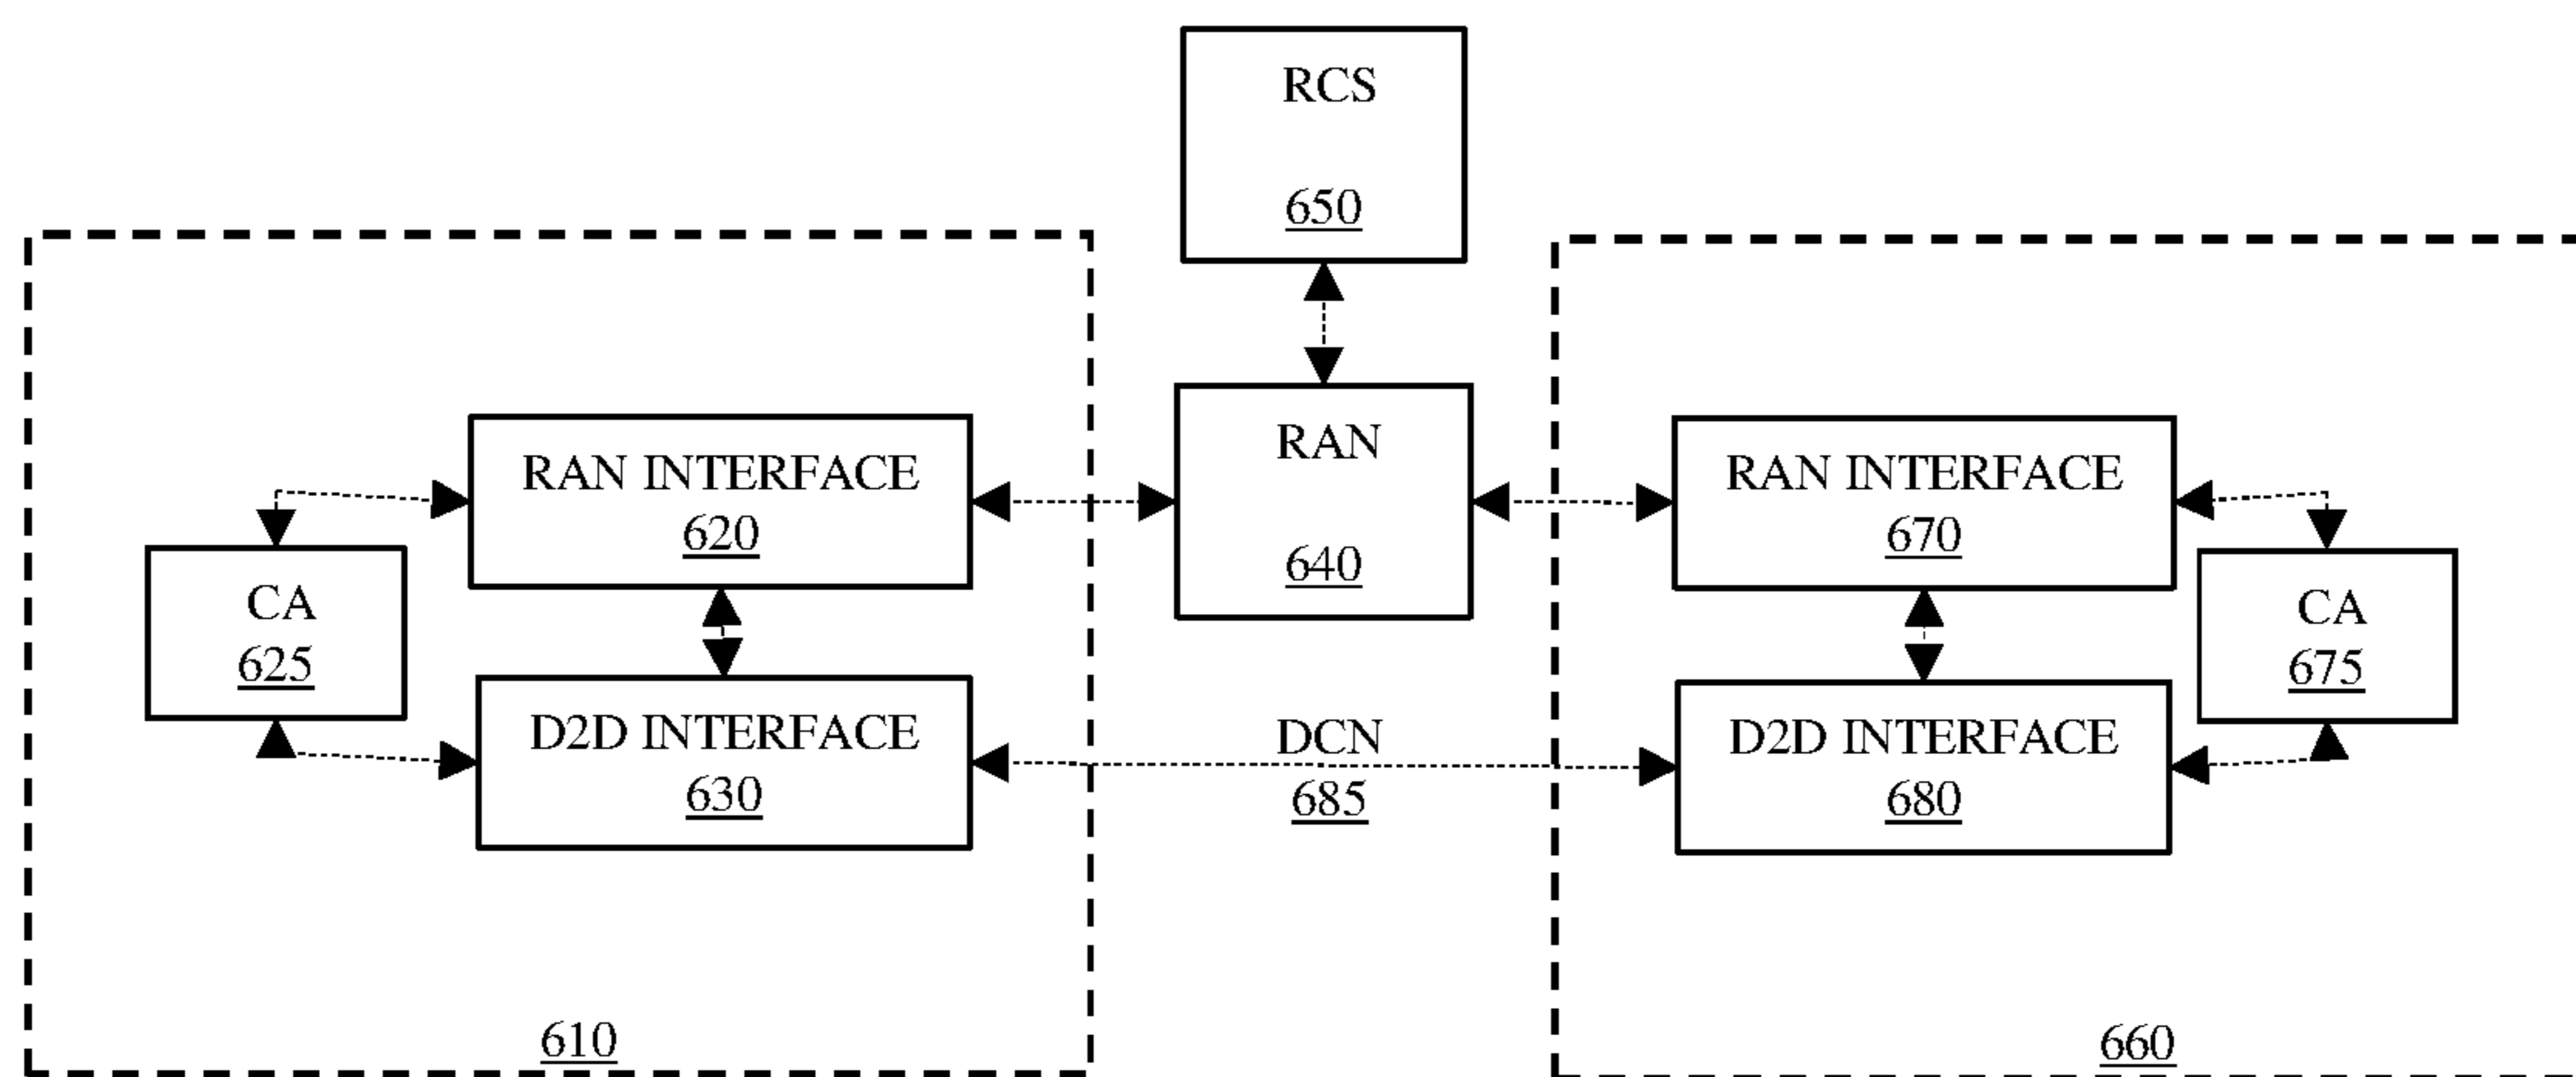 RCS
650
RAN
640
RAN INTERFACE
620
CA
625
D2D INTERFACE
630
610
DCN
685
RAN INTERFACE
670
CA
675
D2D INTERFACE
680
660